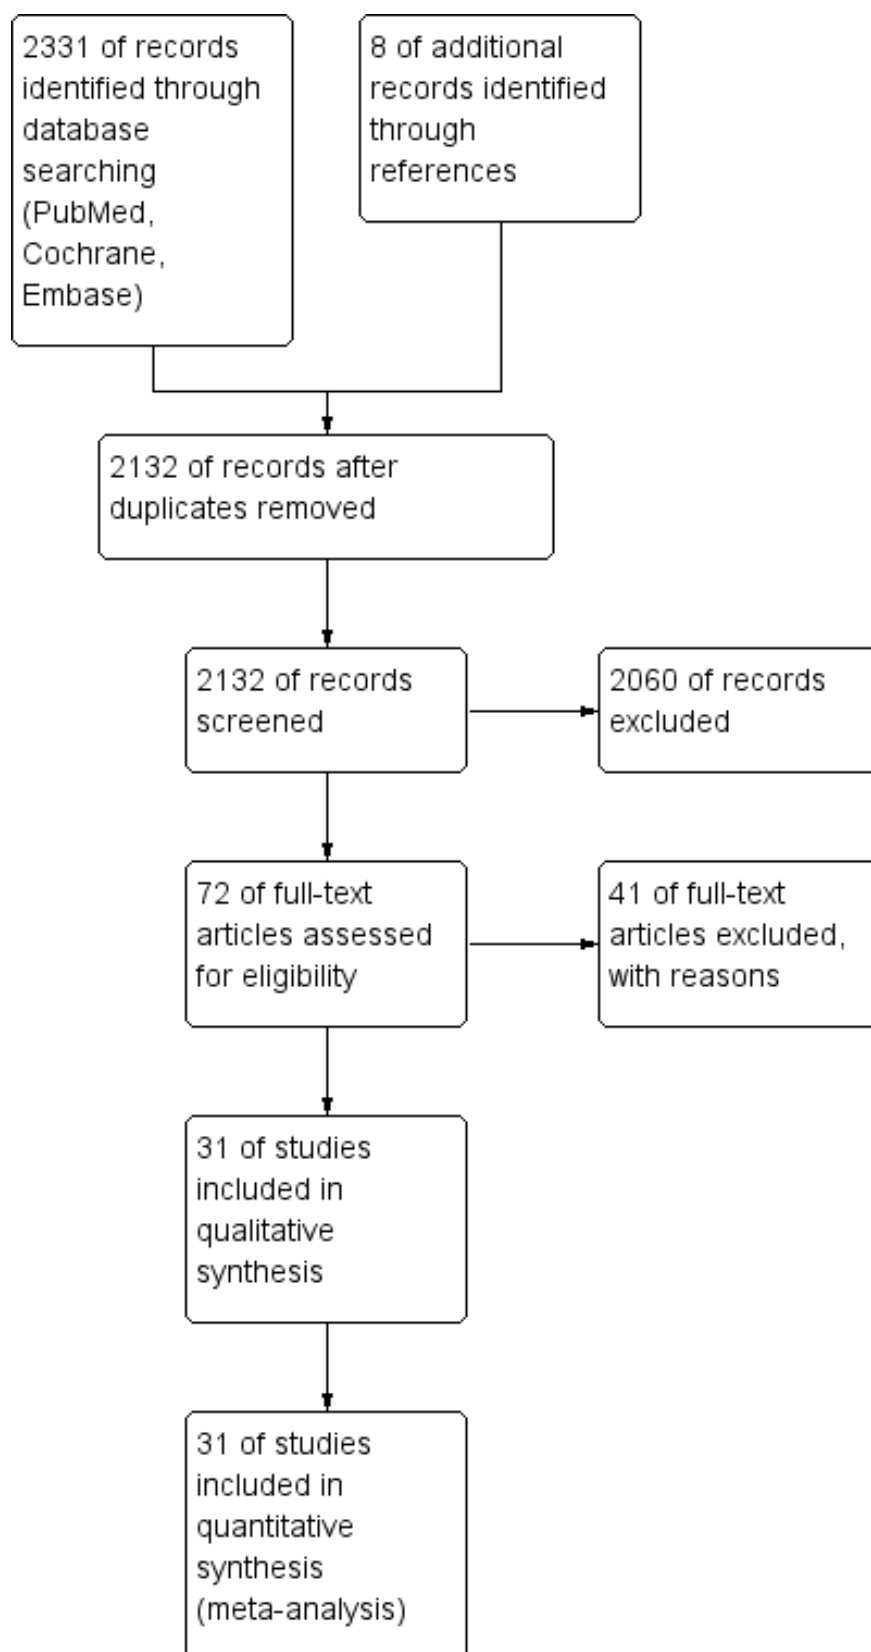 2331 of records
identified through
database
searching
(PubMed,
Cochrane,
Embase)
8 of additional
records identified
through
references
2132 of records after
duplicates removed
2132 of records
screened
2060 of records
excluded
72 of full-text
articles assessed
for eligibility
41 of full-text
articles excluded,
with reasons
31 of studies
included in
qualitative
synthesis
31 of studies
included in
quantitative
synthesis
(meta-analysis)